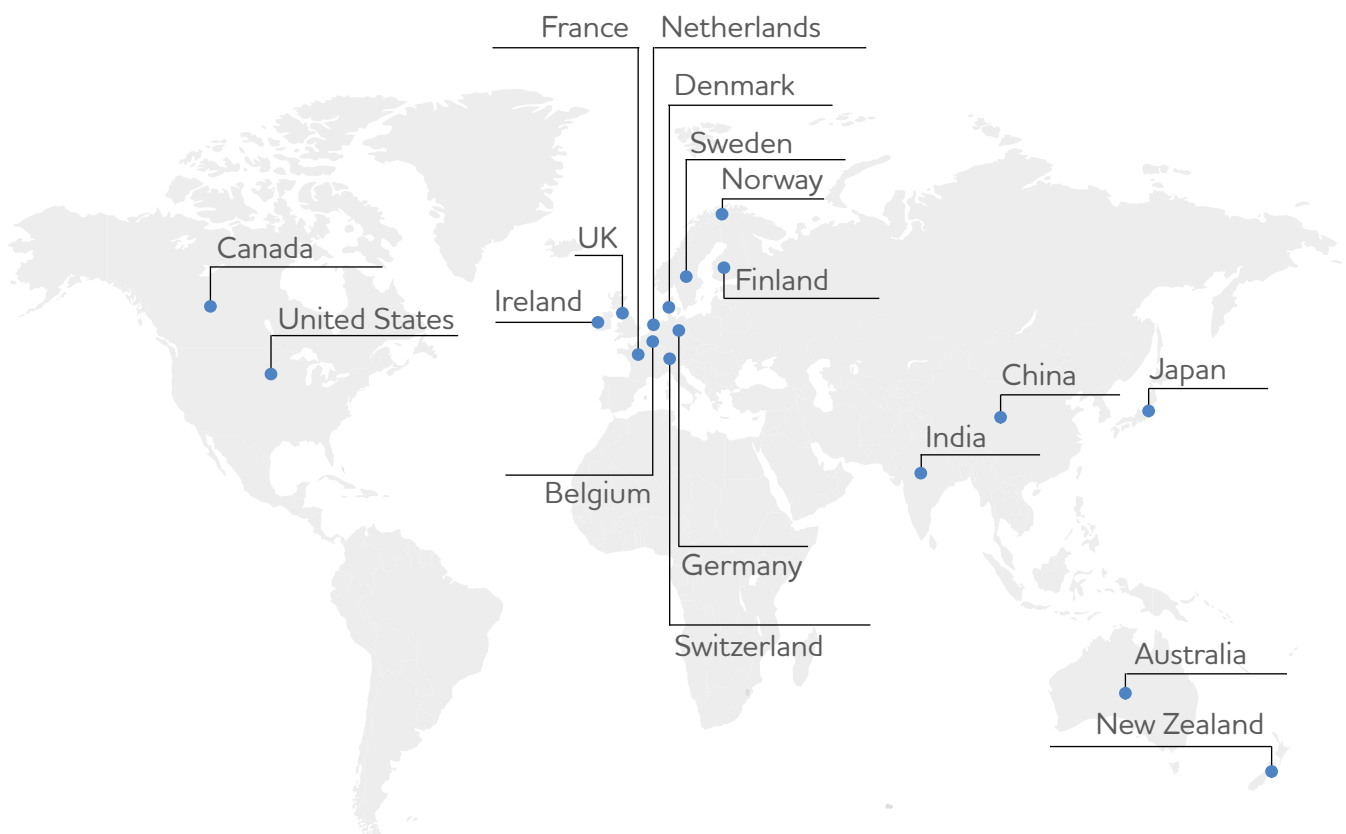 France
Netherlands
Denmark
Sweden
Norway
UK
Canada
Finland
Ireland
United States
China
Japan
India
Belgium
Germany
Switzerland
Australia
New Zealand